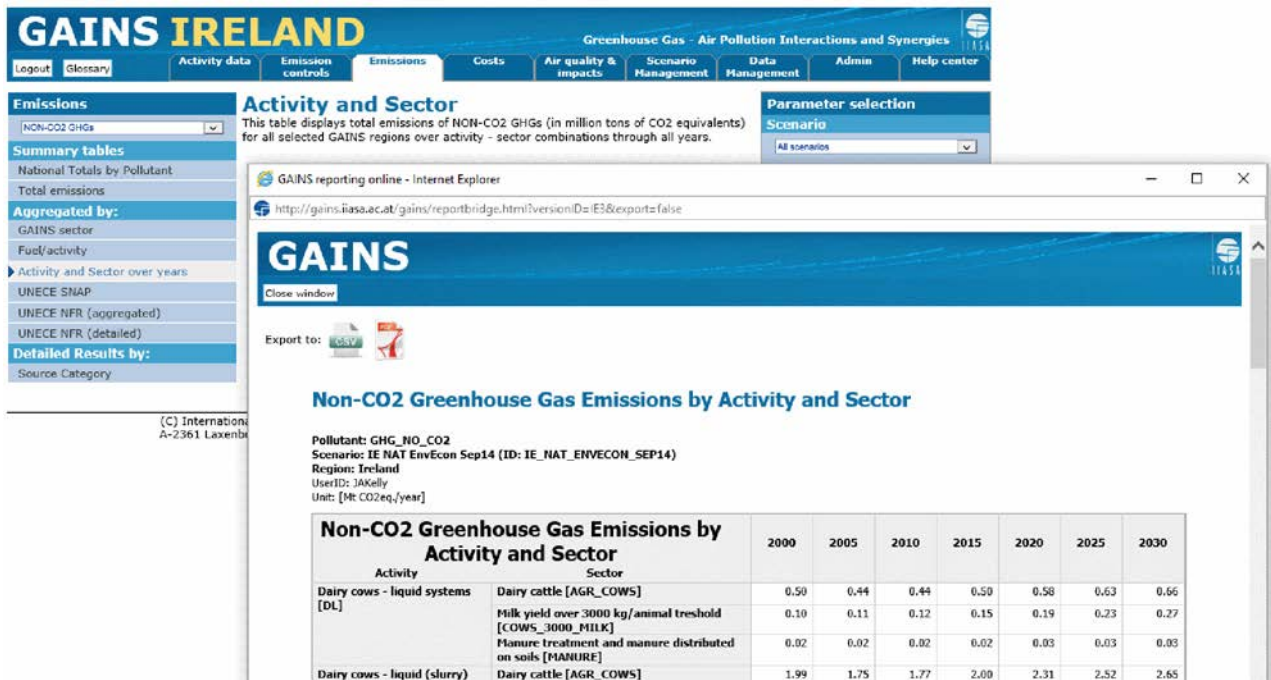 GAINS IRELAND
Greenhouse Gas - Air Pollution Interactions and Synergies
IIASA
Logout Glossary
Activity data
Emission controls
Emissions
Costs
Air quality & impacts
Scenario Management
Data Management
Admin
Help center
Emissions
NON-CO2 GHGs
Summary tables
National Totals by Pollutant
Total emissions
Aggregated by:
GAINS sector
Fuel/activity
Activity and Sector over years
UNECE SNAP
UNECE NFR (aggregated)
UNECE NFR (detailed)
Detailed Results by:
Source Category
Activity and Sector
This table displays total emissions of NON-CO2 GHGs (in million tons of CO2 equivalents)
for all selected GAINS regions over activity - sector combinations through all years.
Parameter selection
Scenario
All scenarios
(C) Internationa
A-2361 Laxenb
GAINS reporting online - Internet Explorer
http://gains.iiasa.ac.at/gains/reportbridge.html?versionID=IE3&export=false
GAINS
IIASA
Close window
Export to: CSV
Non-CO2 Greenhouse Gas Emissions by Activity and Sector
Pollutant: GHG_NO_CO2
Scenario: IE NAT EnvEcon Sep14 (ID: IE_NAT_ENVECON_SEP14)
Region: Ireland
UserID: JAKelly
Unit: [Mt CO2eq./year]
Non-CO2 Greenhouse Gas Emissions by
Activity and Sector
Activity Sector
2000 2005 2010 2015 2020 2025 2030
Dairy cows - liquid systems [DL] Dairy cattle [AGR_COWS] 0.50 0.44 0.44 0.50 0.58 0.63 0.66
Milk yield over 3000 kg/animal treshold [COWS_3000_MILK] 0.10 0.11 0.12 0.15 0.19 0.23 0.27
Manure treatment and manure distributed on soils [MANURE] 0.02 0.02 0.02 0.02 0.03 0.03 0.03
Dairy cows - liquid (slurry) Dairy cattle [AGR_COWS] 1.99 1.75 1.77 2.00 2.31 2.52 2.65